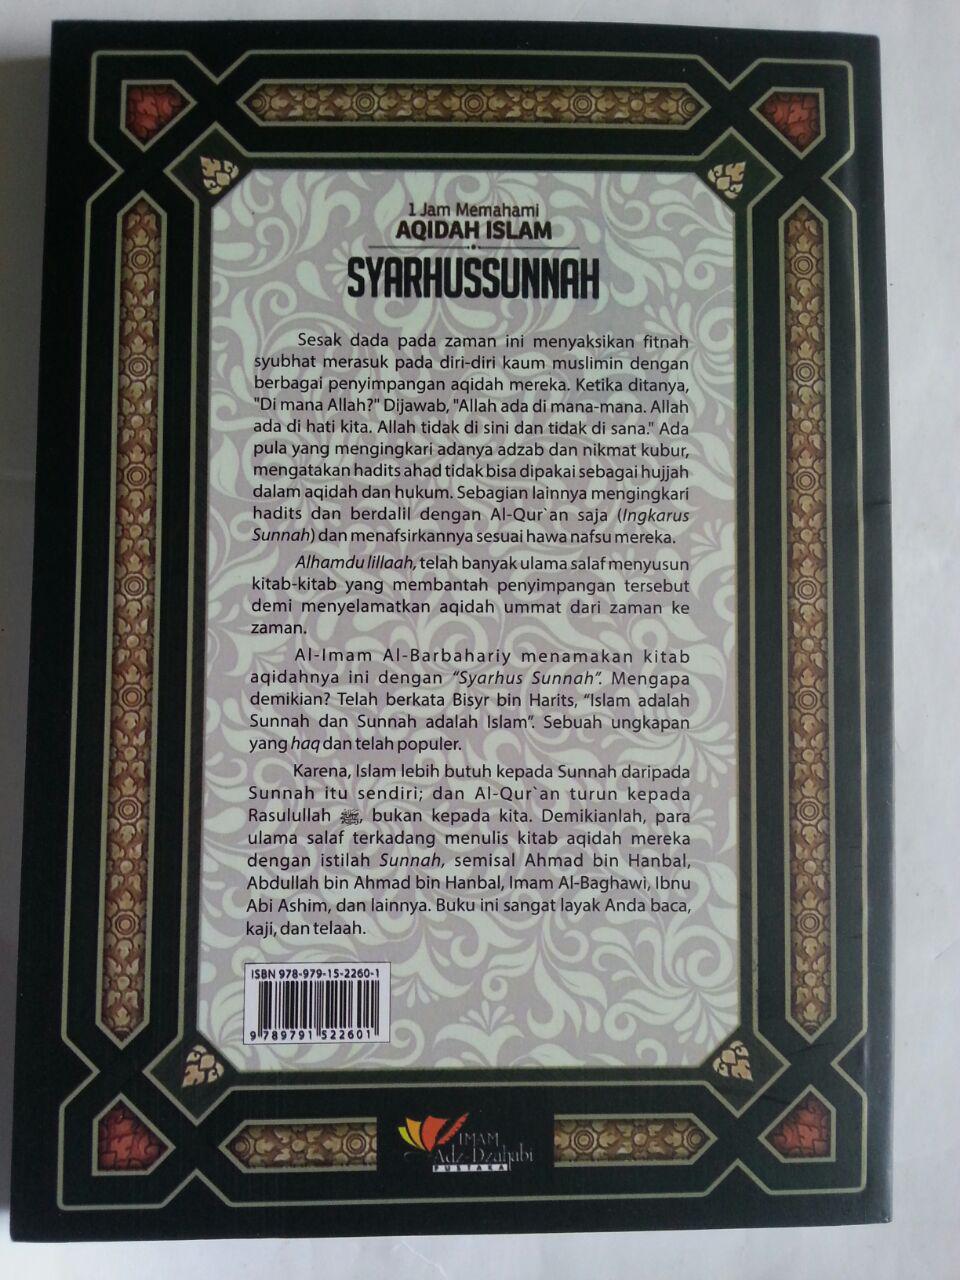 1 Jam Memahami
AQIDAH ISLAM
SYARHUSSUNNAH
Sesak dada pada zaman ini menyaksikan fitnah
syubhat merasuk pada diri-diri kaum muslimin dengan
berbagai penyimpangan aqidah mereka. Ketika ditanya,
"Di mana Allah?" Dijawab, "Allah ada di mana-mana. Allah
ada di hati kita. Allah tidak di sini dan tidak di sana." Ada
pula yang mengingkari adanya adzab dan nikmat kubur,
mengatakan hadits ahad tidak bisa dipakai sebagai hujjah
dalam aqidah dan hukum. Sebagian lainnya mengingkari
hadits dan berdalil dengan Al-Qur`an saja (Ingkarus
Sunnah) dan menafsirkannya sesuai hawa nafsu mereka.
Alhamdu lillaah, telah banyak ulama salaf menyusun
kitab-kitab yang membantah penyimpangan tersebut
demi menyelamatkan aqidah ummat dari zaman ke
zaman.
Al-Imam Al-Barbahariy menamakan kitab
aqidahnya ini dengan “Syarhus Sunnah”. Mengapa
demikian? Telah berkata Bisyr bin Harits, “Islam adalah
Sunnah dan Sunnah adalah Islam”. Sebuah ungkapan
yang haq dan telah populer.
Karena, Islam lebih butuh kepada Sunnah daripada
Sunnah itu sendiri; dan Al-Qur`an turun kepada
Rasulullah ﷺ, bukan kepada kita. Demikianlah, para
ulama salaf terkadang menulis kitab aqidah mereka
dengan istilah Sunnah, semisal Ahmad bin Hanbal,
Abdullah bin Ahmad bin Hanbal, Imam Al-Baghawi, Ibnu
Abi Ashim, dan lainnya. Buku ini sangat layak Anda baca,
kaji, dan telaah.
ISBN 978-979-15-2260-1
9 789791 522601
IMAM
Adz-Dzahabi
PUSTAKA